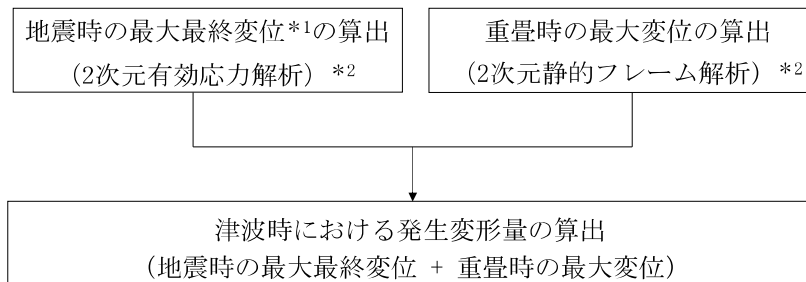 地震時の最大最終変位*1の算出
(2次元有効応力解析) *2
重畳時の最大変位の算出
(2次元静的フレーム解析) *2
津波時における発生変形量の算出
(地震時の最大最終変位 + 重畳時の最大変位)